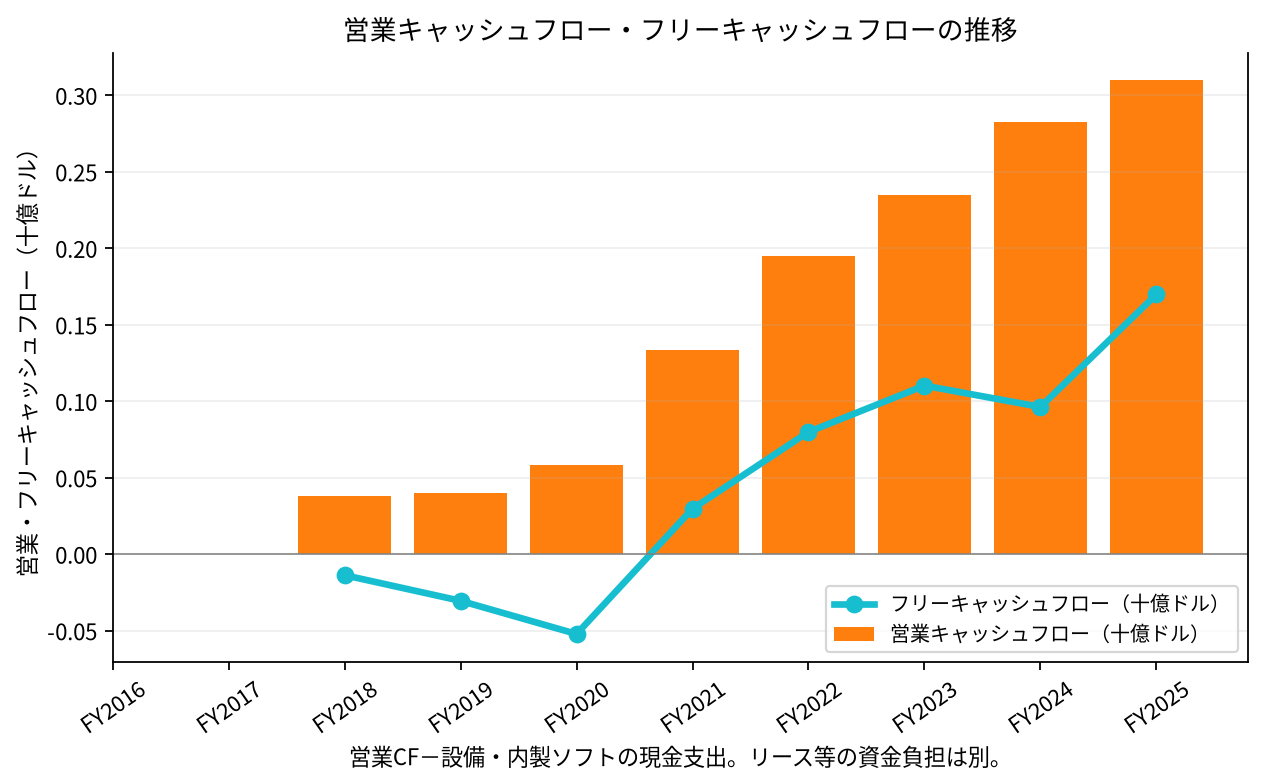 営業キャッシュフロー・フリーキャッシュフローの推移
営業・フリーキャッシュフロー（十億ドル）
0.30
0.25
0.20
0.15
0.10
0.05
0.00
-0.05
フリーキャッシュフロー（十億ドル）
営業キャッシュフロー（十億ドル）
FY2016
FY2017
FY2018
FY2019
FY2020
FY2021
FY2022
FY2023
FY2024
FY2025
営業CF－設備・内製ソフトの現金支出。リース等の資金負担は別。